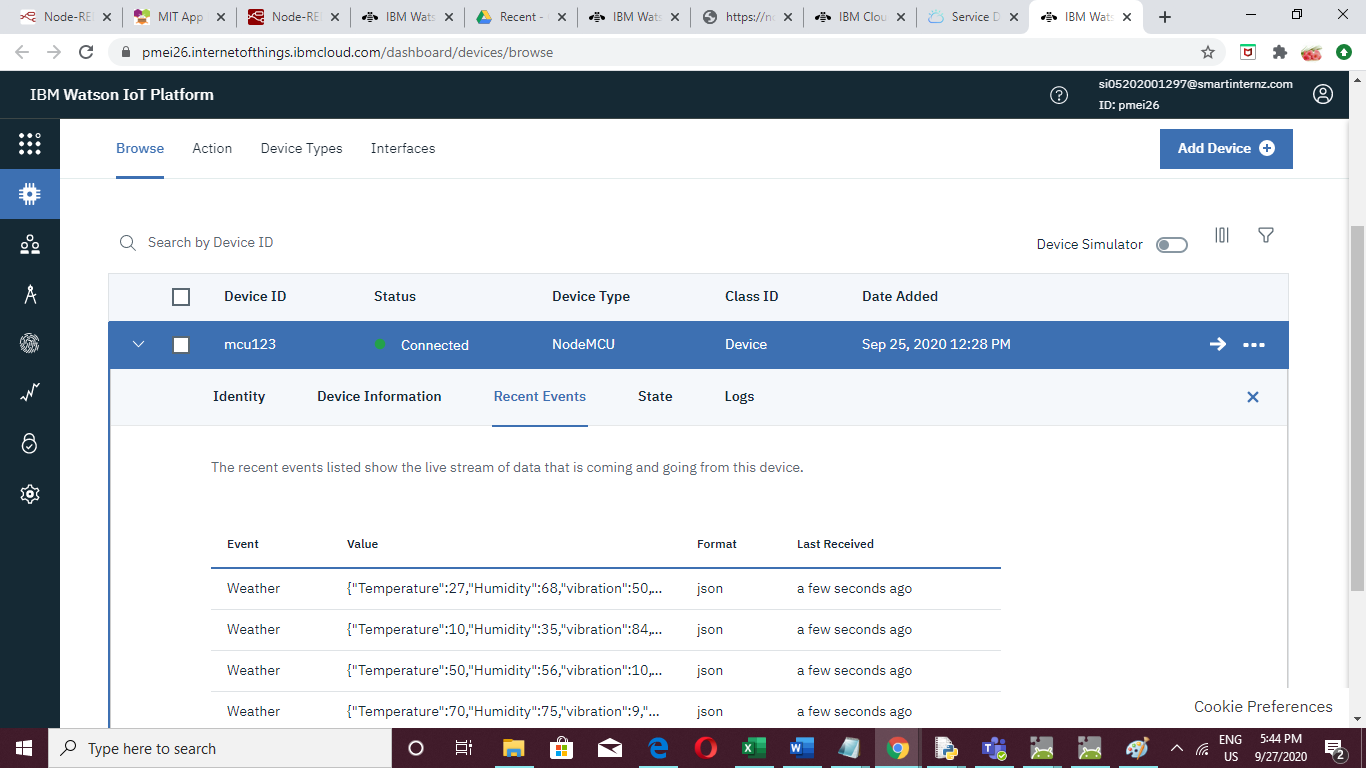 Node-RE
MIT App
Node-RE
IBM Wats
Recent -
IBM Wats
https://n
IBM Clou
Service D
IBM Wats
pmei26.internetofthings.ibmcloud.com/dashboard/devices/browse
IBM Watson IoT Platform
si05202001297@smartinternz.com
ID: pmei26
Browse Action Device Types Interfaces
Add Device
Search by Device ID
Device Simulator
Device ID Status Device Type Class ID Date Added
mcu123 Connected NodeMCU Device Sep 25, 2020 12:28 PM
Identity Device Information Recent Events State Logs
The recent events listed show the live stream of data that is coming and going from this device.
Event Value Format Last Received
Weather {"Temperature":27,"Humidity":68,"vibration":50,... json a few seconds ago
Weather {"Temperature":10,"Humidity":35,"vibration":84,... json a few seconds ago
Weather {"Temperature":50,"Humidity":56,"vibration":10,... json a few seconds ago
Weather {"Temperature":70,"Humidity":75,"vibration":9,"... json a few seconds ago
Cookie Preferences
Type here to search
ENG
US
5:44 PM
9/27/2020
2